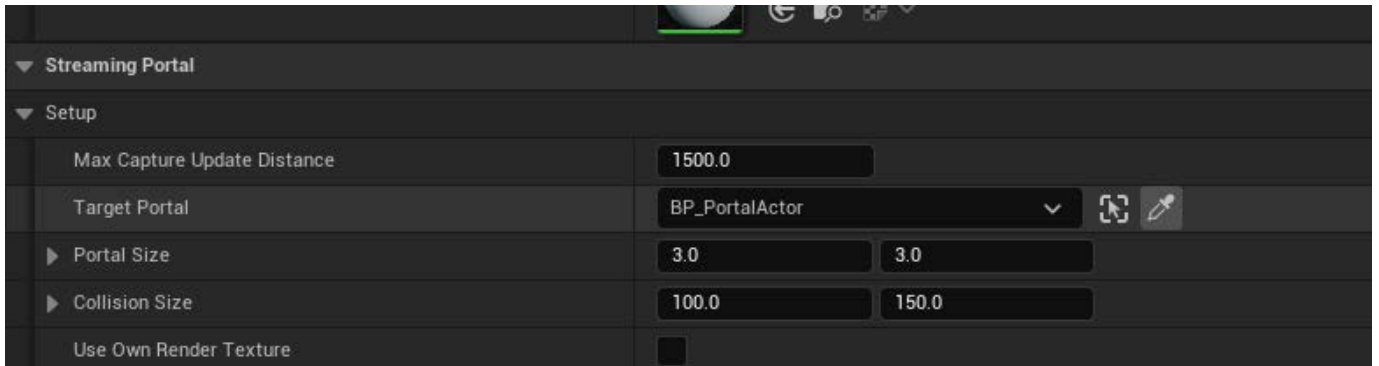 Streaming Portal
Setup
Max Capture Update Distance 1500.0
Target Portal BP_PortalActor
Portal Size 3.0 3.0
Collision Size 100.0 150.0
Use Own Render Texture